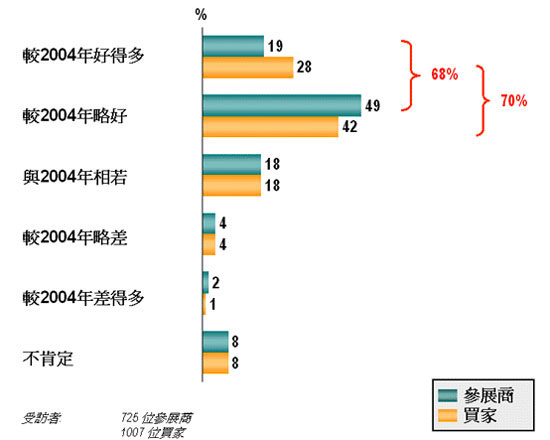 %
較2004年好得多
19
28
68%
較2004年略好
49
42
70%
與2004年相若
18
18
較2004年略差
4
4
較2004年差得多
2
1
不肯定
8
8
參展商
買家
受訪者 725 位參展商
1007 位買家